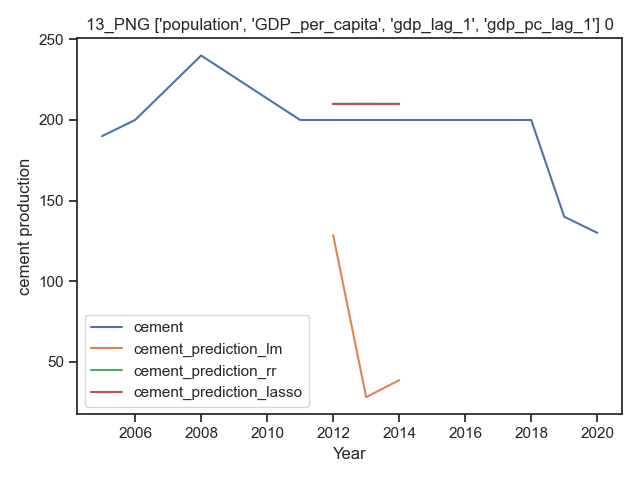 13_PNG ['population', 'GDP_per_capita', 'gdp_lag_1', 'gdp_pc_lag_1'] 0
250
200
150
100
50
cement production
cement
cement_prediction_lm
cement_prediction_rr
cement_prediction_lasso
2006 2008 2010 2012 2014 2016 2018 2020
Year